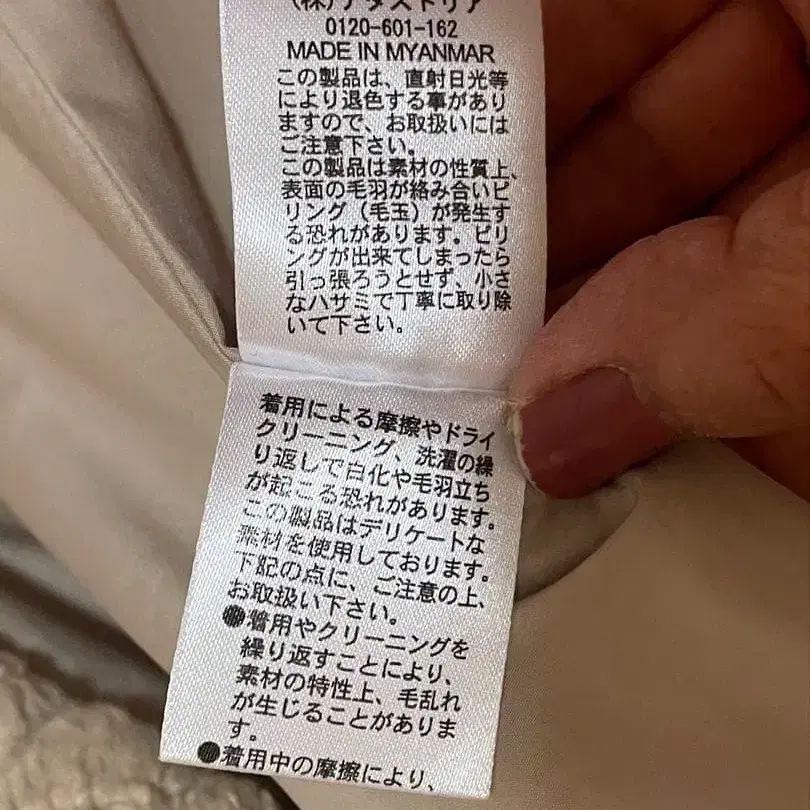 (株)アダストリア
0120-601-162
MADE IN MYANMAR
この製品は、直射日光等
により退色する事があり
ますので、お取扱いには
ご注意下さい。
この製品は素材の性質上、
表面の毛羽が絡み合いピ
リング（毛玉）が発生す
る恐れがあります。ピリ
ングが出来てしまったら
引っ張ろうとせず、小さ
なハサミで丁寧に取り除
いて下さい。
着用による摩擦やドライ
クリーニング、洗濯の繰
り返しで白化や毛羽立ち
が起こる恐れがあります。
この製品はデリケートな
素材を使用しております。
下記の点に、ご注意の上、
お取扱い下さい。
●着用やクリーニングを
繰り返すことにより、
素材の特性上、毛乱れ
が生じることがありま
す。
●着用中の摩擦により、